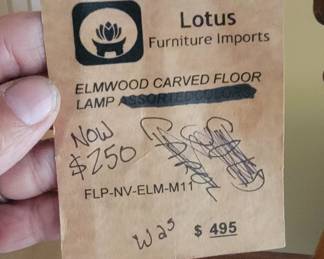 Lotus
Furniture Imports
ELMWOOD CARVED FLOOR
LAMP
Now
$250
FLP-NV-ELM-M11
Was $ 495